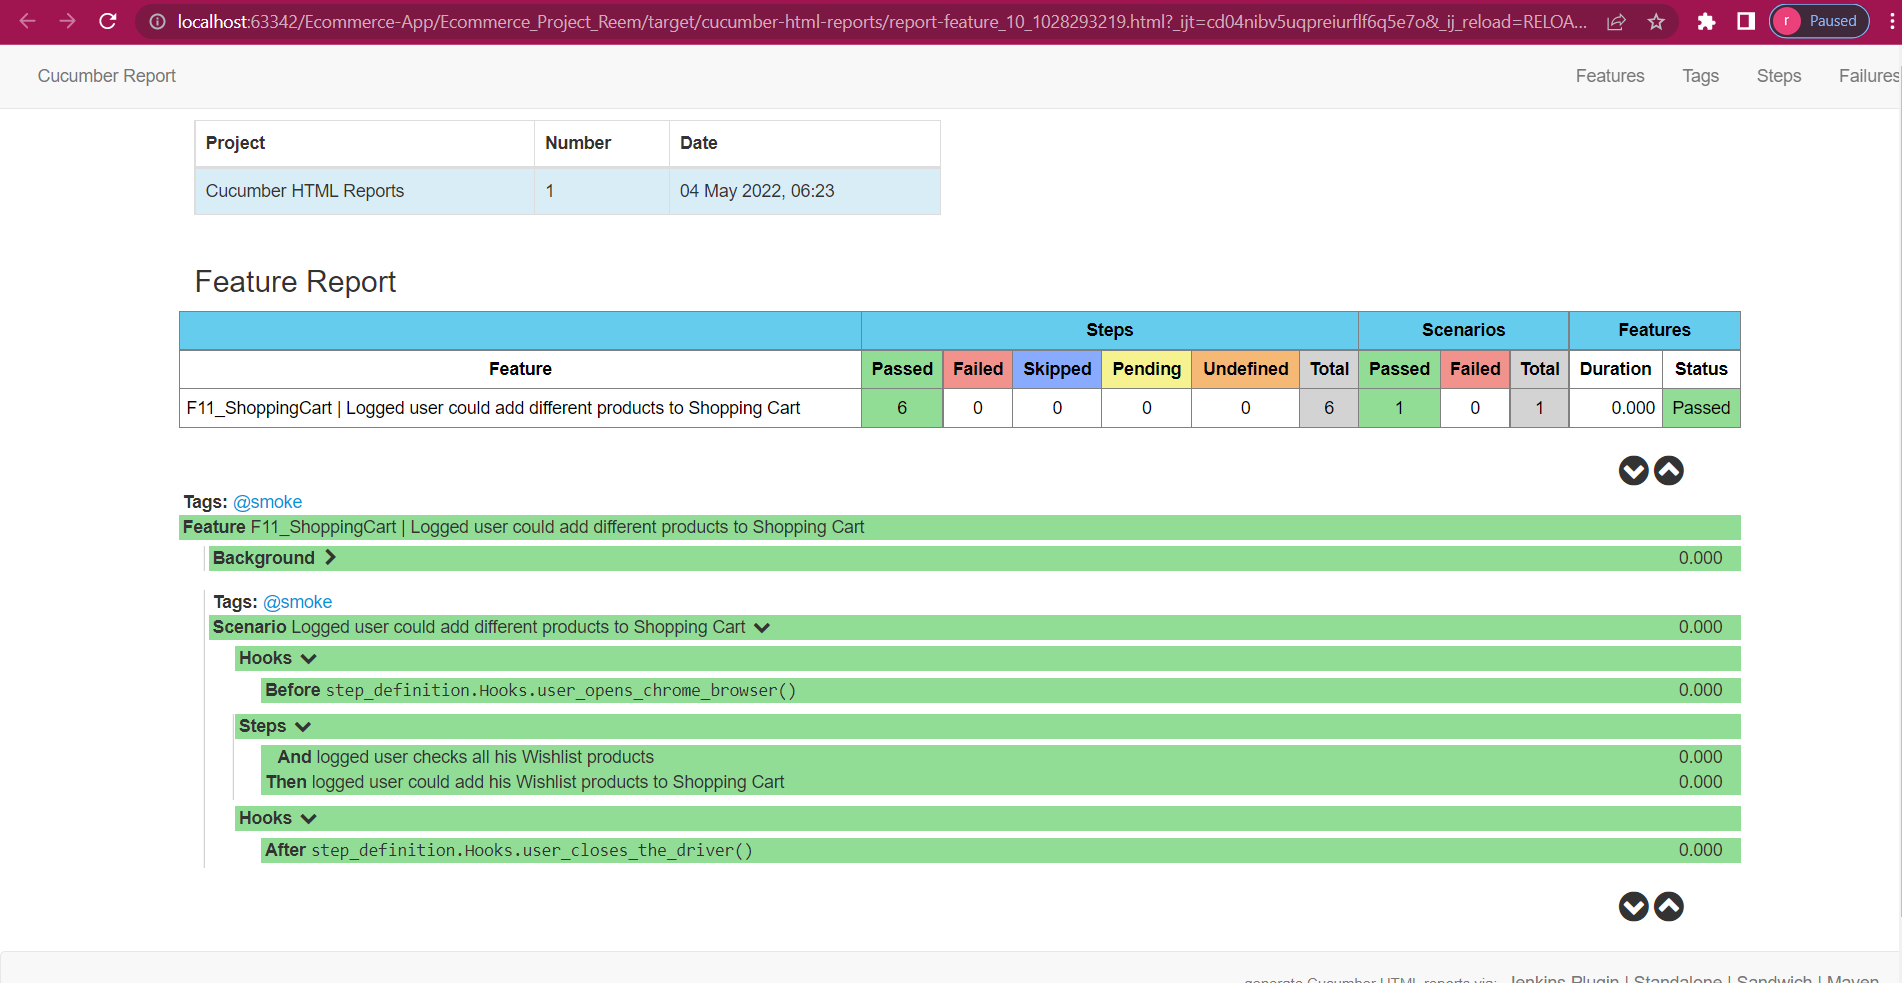 localhost:63342/Ecommerce-App/Ecommerce_Project_Reem/target/cucumber-html-reports/report-feature_10_1028293219.html?_ijt=cd04nibv5uqpreiurflf6q5e7o&_ij_reload=RELOA... r Paused
Cucumber Report Features Tags Steps Failures
Project Number Date
Cucumber HTML Reports 1 04 May 2022, 06:23
Feature Report
Steps Scenarios Features
Feature Passed Failed Skipped Pending Undefined Total Passed Failed Total Duration Status
F11_ShoppingCart | Logged user could add different products to Shopping Cart 6 0 0 0 0 6 1 0 1 0.000 Passed
Tags: @smoke
Feature F11_ShoppingCart | Logged user could add different products to Shopping Cart
Background 0.000
Tags: @smoke
Scenario Logged user could add different products to Shopping Cart 0.000
Hooks
Before step_definition.Hooks.user_opens_chrome_browser() 0.000
Steps
And logged user checks all his Wishlist products 0.000
Then logged user could add his Wishlist products to Shopping Cart 0.000
Hooks
After step_definition.Hooks.user_closes_the_driver() 0.000
generate Cucumber HTML reports via: Jenkins Plugin | Standalone | Sandwich | Maven